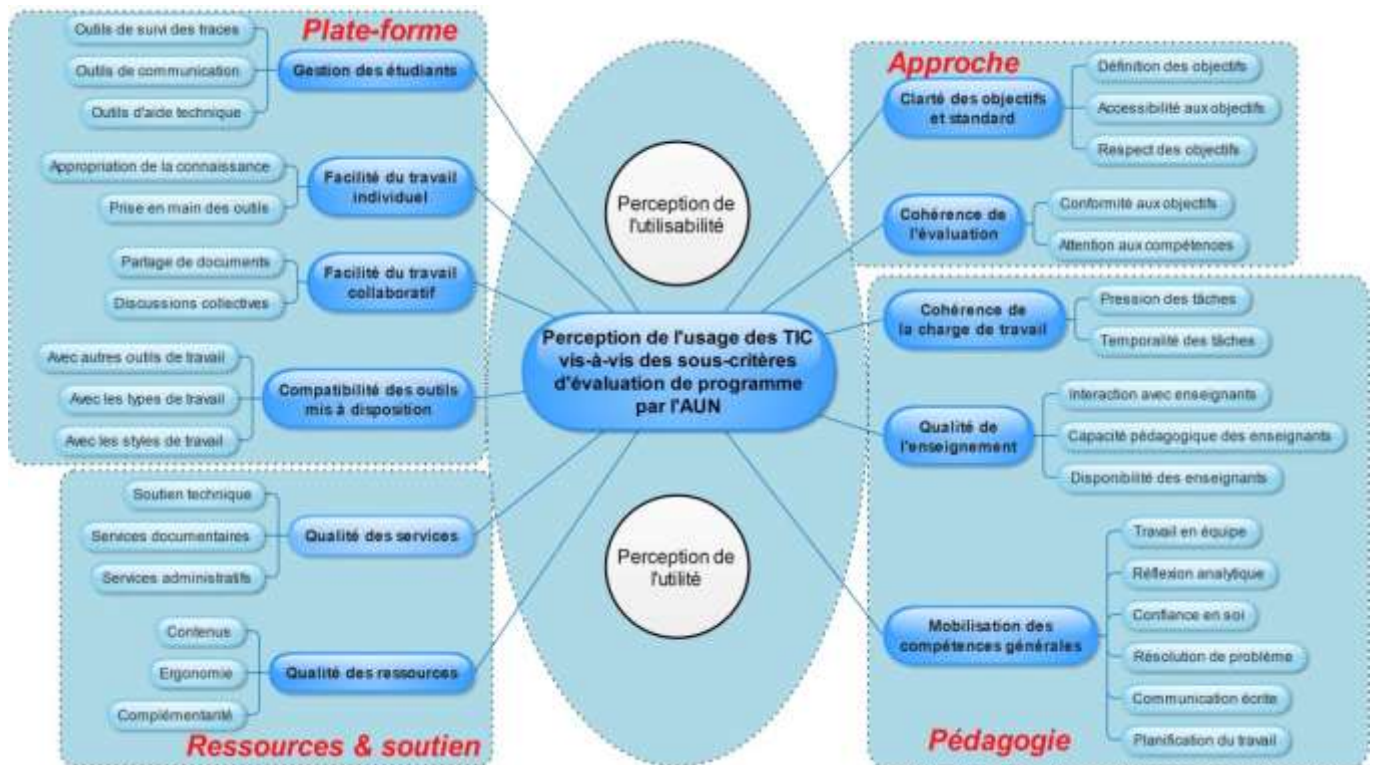 Plate-forme
Outils de suivi des traces
Outils de communication
Outils d'aide technique
Gestion des étudiants
Appropriation de la connaissance
Prise en main des outils
Facilité du travail
individuel
Partage de documents
Discussions collectives
Facilité du travail
collaboratif
Avec autres outils de travail
Avec les types de travail
Avec les styles de travail
Compatibilité des outils
mis à disposition
Soutien technique
Services documentaires
Services administratifs
Qualité des services
Contenus
Ergonomie
Complémentarité
Qualité des ressources
Ressources & soutien
Perception de
l'utilisabilité
Perception de l'usage des TIC
vis-à-vis des sous-critères
d'évaluation de programme
par l'AUN
Perception de
l'utilité
Approche
Clarté des objectifs
et standard
Définition des objectifs
Accessibilité aux objectifs
Respect des objectifs
Cohérence de
l'évaluation
Conformité aux objectifs
Attention aux compétences
Cohérence de
la charge de travail
Pression des tâches
Temporalité des tâches
Qualité de
l'enseignement
Interaction avec enseignants
Capacité pédagogique des enseignants
Disponibilité des enseignants
Mobilisation des
compétences générales
Travail en équipe
Réflexion analytique
Confiance en soi
Résolution de problème
Communication écrite
Planification du travail
Pédagogie